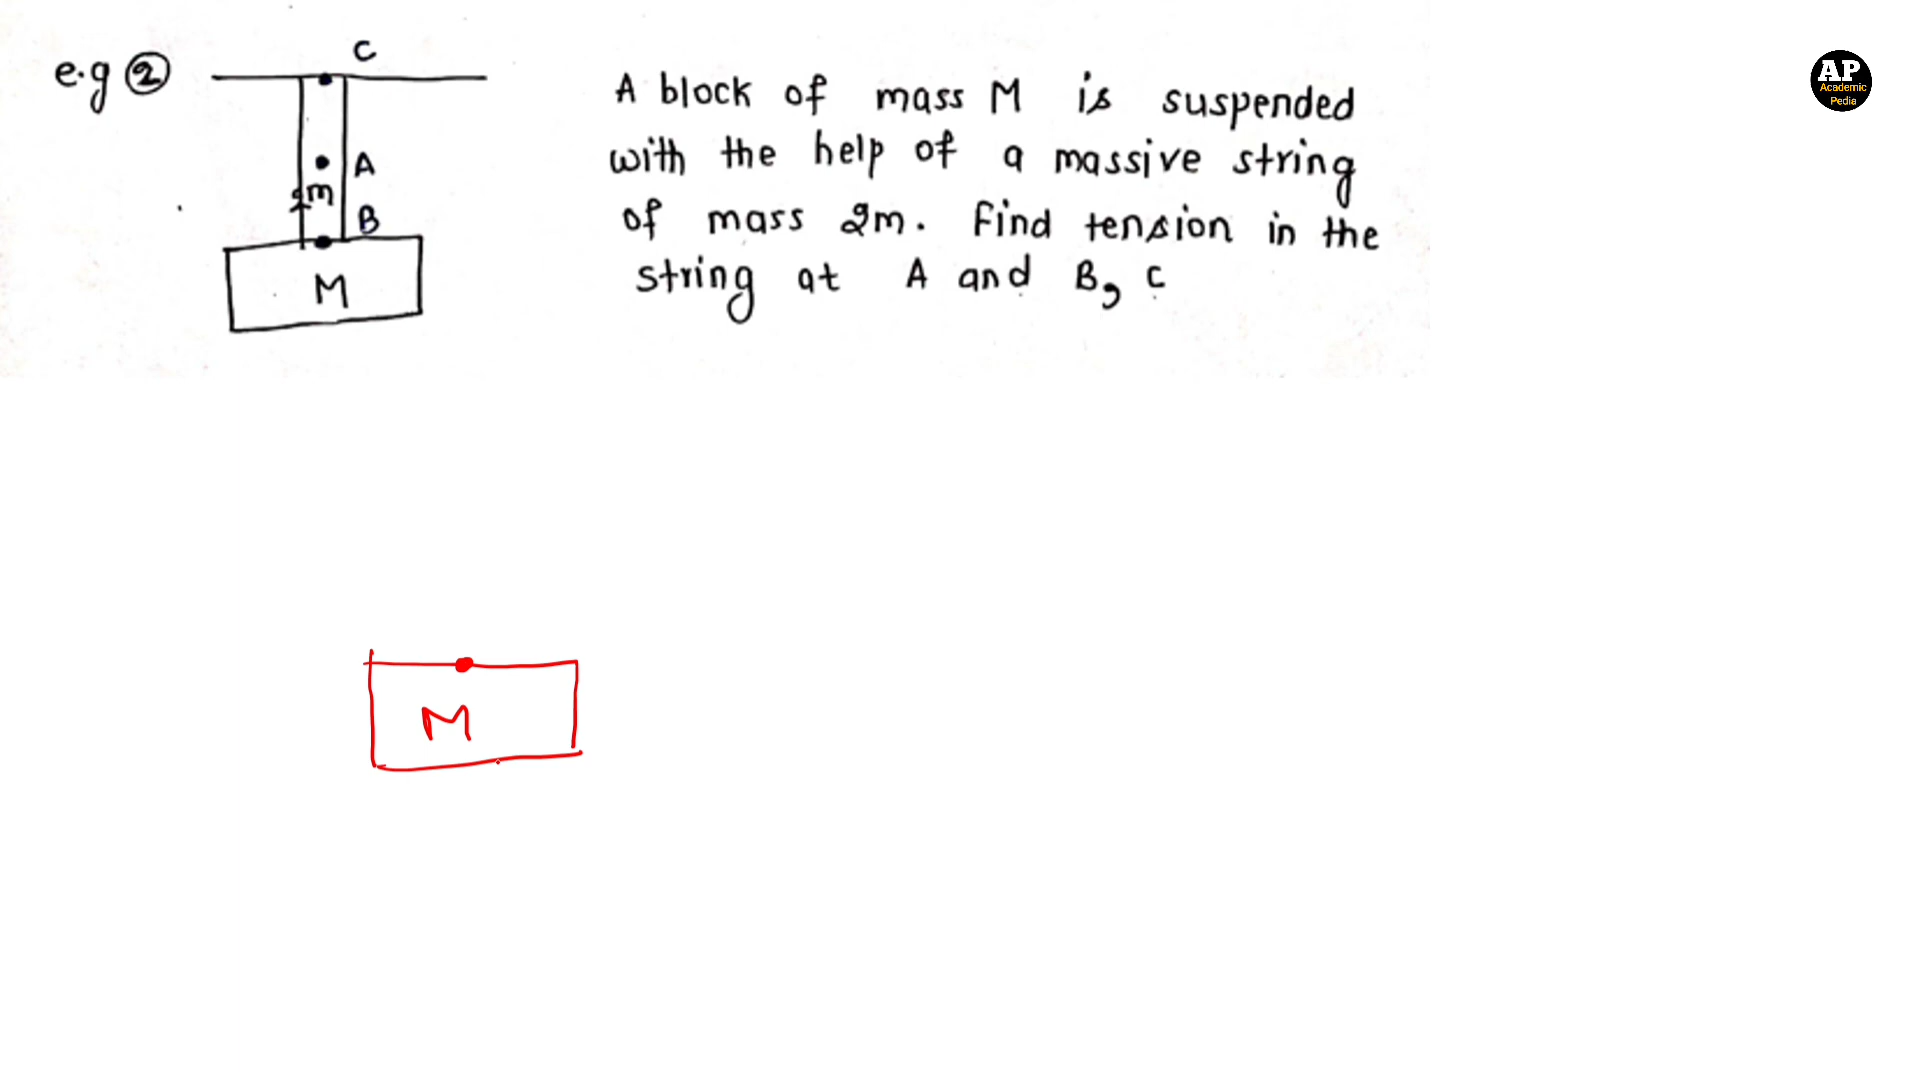 e.g ②
C
A
2m
B
M
A block of mass M is suspended
with the help of a massive string
of mass 2m. Find tension in the
string at A and B, C
AP
Academic
Pedia
M